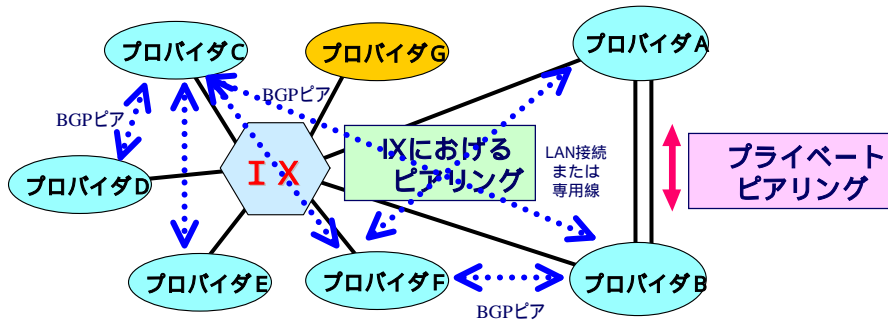 プロバイダC
プロバイダG
プロバイダA
BGPピア
BGPピア
IXにおける
ピアリング
LAN接続
または
専用線
プライベート
ピアリング
ＩＸ
プロバイダD
プロバイダE
プロバイダF
プロバイダB
BGPピア